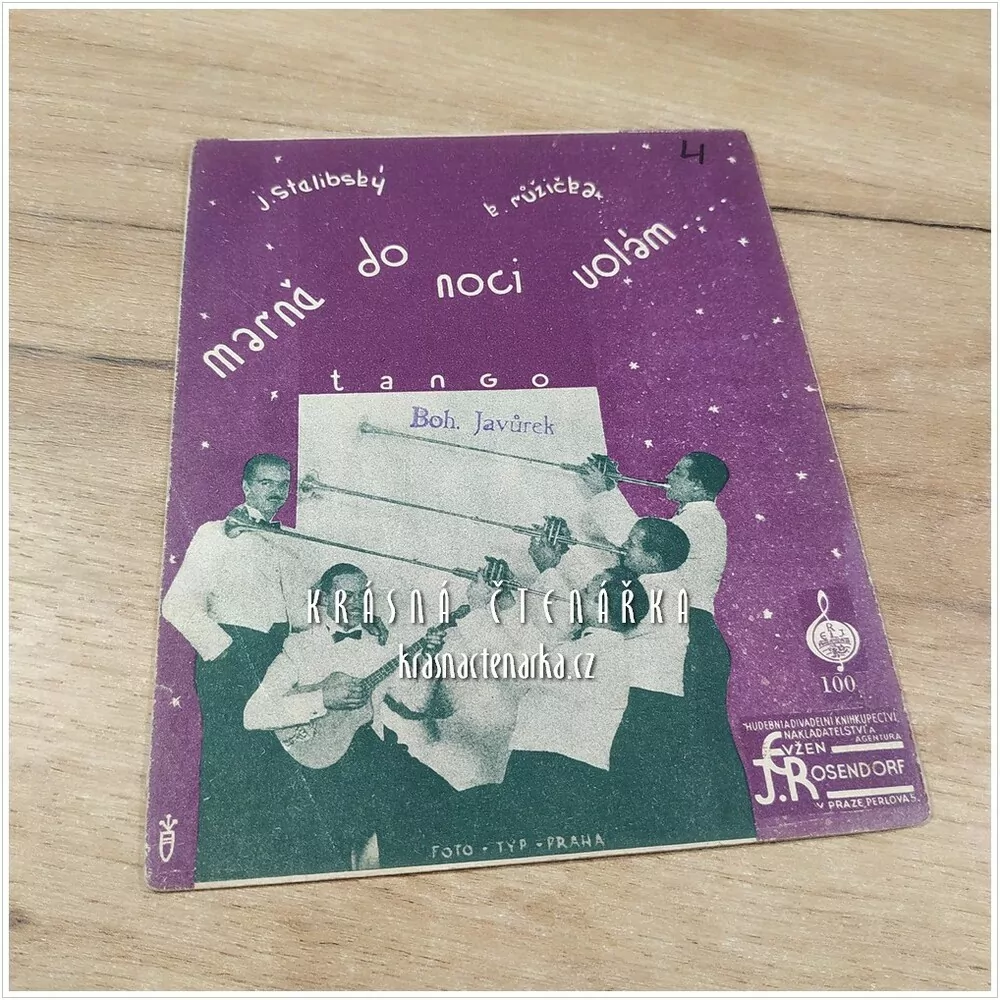 4
j. stalibský
k. růžička
marně do noci volám.....
tango
Boh. Javůrek
KRÁSNÁ ČTENÁŘKA
krasnactenarka.cz
100
HUDEBNÍ A DIVADELNÍ KNIHKUPECTVÍ,
NAKLADATELSTVÍ A
AGENTURA
EVŽEN
J. ROSENDORF
V PRAZE, PERLOVA 5.
FOTO - TYP - PRAHA